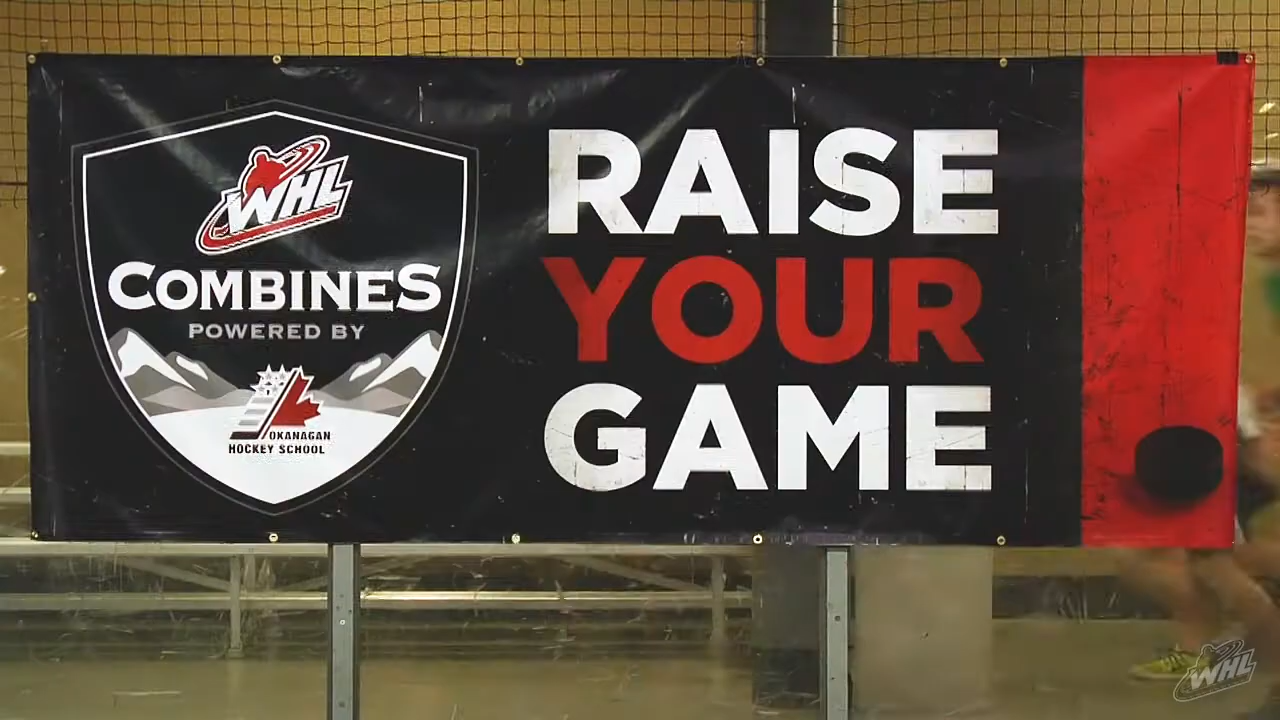 WHL
COMBINES
POWERED BY
OKANAGAN
HOCKEY SCHOOL
RAISE
YOUR
GAME
WHL